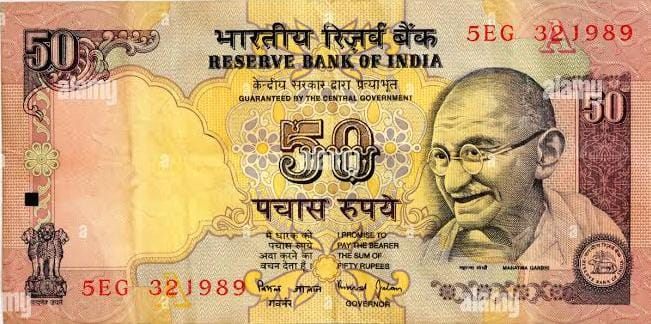 50
भारतीय रिज़र्व बैंक
RESERVE BANK OF INDIA
5EG 321989
केन्द्रीय सरकार द्वारा प्रत्याभूत
GUARANTEED BY THE CENTRAL GOVERNMENT
A
50
50
पचास रुपये
मैं धारक को
पचास रुपये
अदा करने का
वचन देता हूँ।
I PROMISE TO
PAY THE BEARER
THE SUM OF
FIFTY RUPEES
महात्मा गांधी
MAHATMA GANDHI
सत्यमेव जयते
5EG 321989
गवर्नर
GOVERNOR
alamy
alamy
alamy